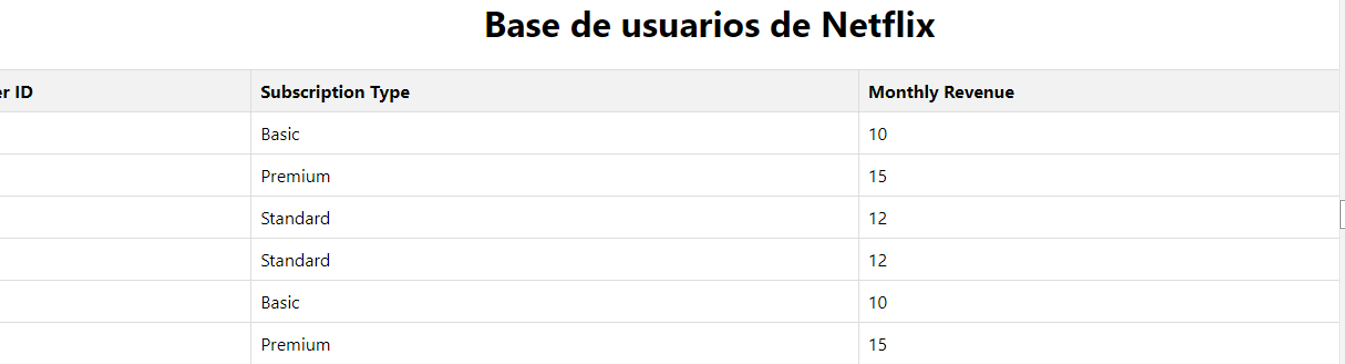 Base de usuarios de Netflix
ID Subscription Type Monthly Revenue
Basic 10
Premium 15
Standard 12
Standard 12
Basic 10
Premium 15